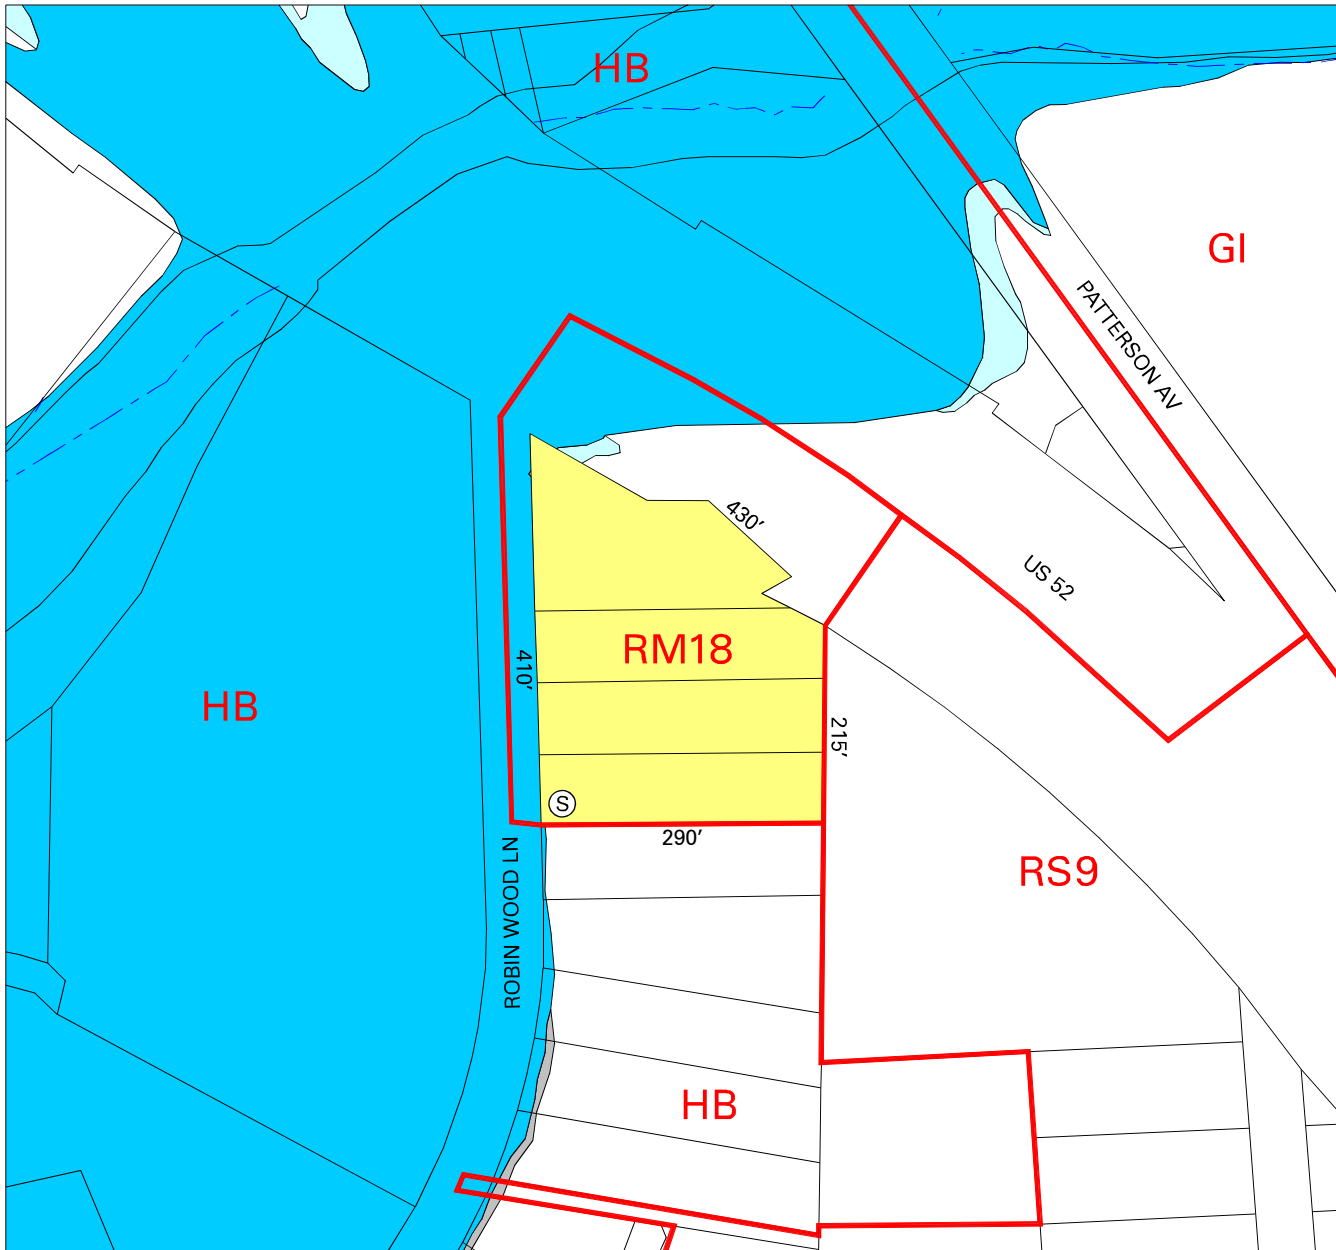 HB
GI
PATTERSON AV
430′
US 52
RM18
410′
HB
215′
S
290′
ROBIN WOOD LN
RS9
HB